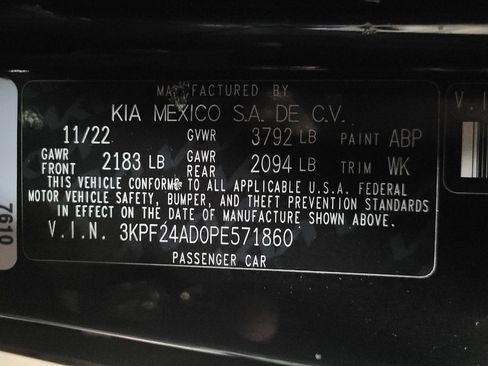 MANUFACTURED BY
KIA MEXICO S.A. DE C.V.
11/22 GVWR 3792 LB PAINT ABP
GAWR FRONT 2183 LB GAWR REAR 2094 LB TRIM WK
THIS VEHICLE CONFORMS TO ALL APPLICABLE U.S.A. FEDERAL
MOTOR VEHICLE SAFETY, BUMPER, AND THEFT PREVENTION STANDARDS
IN EFFECT ON THE DATE OF MANUFACTURE SHOWN ABOVE.
V.I.N. 3KPF24AD0PE571860
PASSENGER CAR
7610
V.I